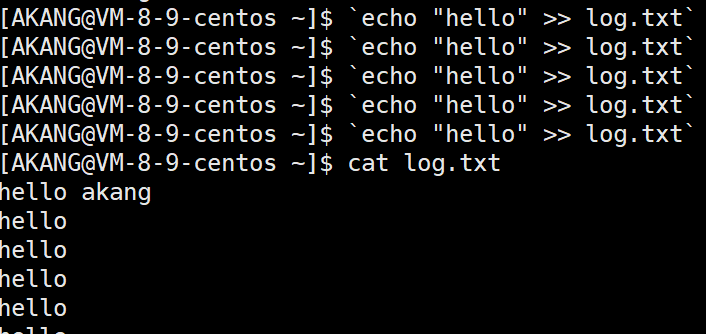 [AKANG@VM-8-9-centos ~]$ `echo "hello" >> log.txt`
[AKANG@VM-8-9-centos ~]$ `echo "hello" >> log.txt`
[AKANG@VM-8-9-centos ~]$ `echo "hello" >> log.txt`
[AKANG@VM-8-9-centos ~]$ `echo "hello" >> log.txt`
[AKANG@VM-8-9-centos ~]$ `echo "hello" >> log.txt`
[AKANG@VM-8-9-centos ~]$ cat log.txt
hello akang
hello
hello
hello
hello
hello